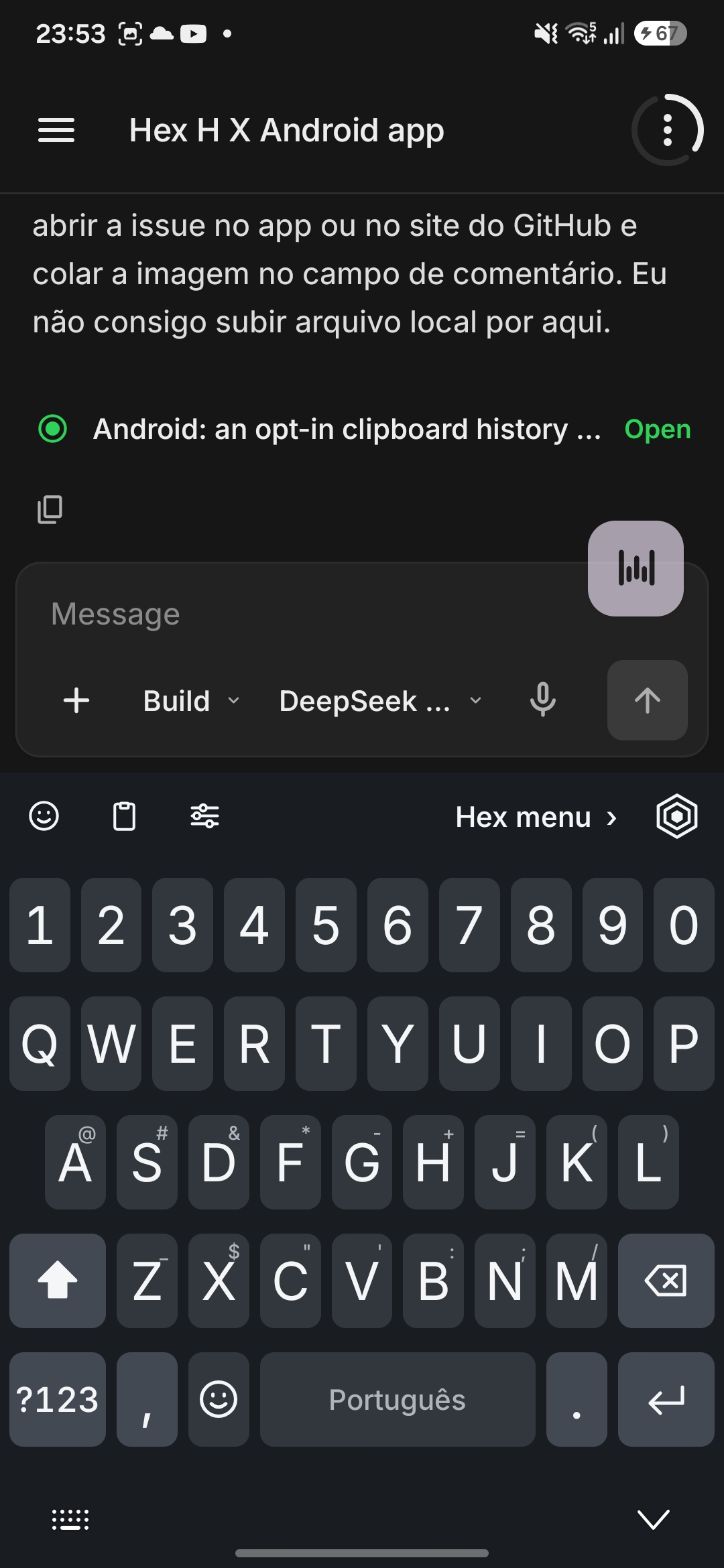 23:53
5
67
Hex H X Android app
abrir a issue no app ou no site do GitHub e
colar a imagem no campo de comentário. Eu
não consigo subir arquivo local por aqui.
Android: an opt-in clipboard history ... Open
Message
Build DeepSeek ...
Hex menu ›
1 2 3 4 5 6 7 8 9 0
Q W E R T Y U I O P
@ # & * - + = ( )
A S D F G H J K L
_ $ " ' : ; /
Z X C V B N M
?123 , Português .